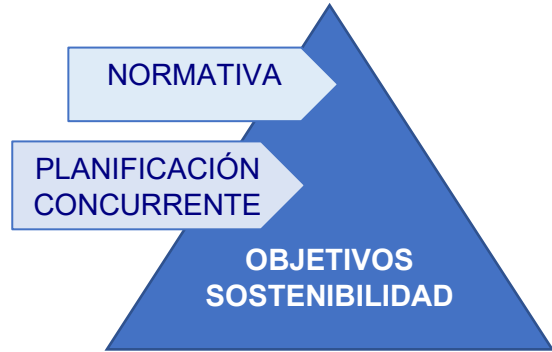 NORMATIVA
PLANIFICACIÓN
CONCURRENTE
OBJETIVOS
SOSTENIBILIDAD